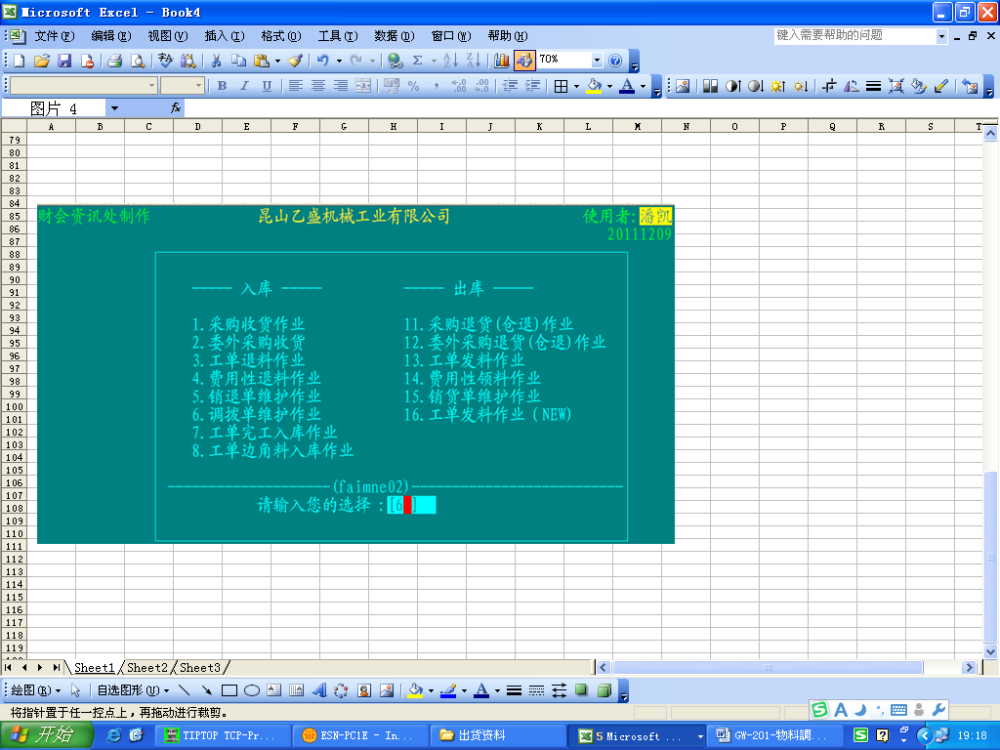 Microsoft Excel - Book4
文件(F) 编辑(E) 视图(V) 插入(I) 格式(O) 工具(T) 数据(D) 窗口(W) 帮助(H) 键入需要帮助的问题
70%
B I U
图片 4 fx
A B C D E F G H I J K L M N O P Q R S T
79
80
81
82
83
84
85
86
87
88
89
90
91
92
93
94
95
96
97
98
99
100
101
102
103
104
105
106
107
108
109
110
111
112
113
114
115
116
117
118
119
财会资讯处制作 昆山乙盛机械工业有限公司 使用者:潘凯
20111209
----- 入库 ----- ----- 出库 -----
1.采购收货作业 11.采购退货(仓退)作业
2.委外采购收货 12.委外采购退货(仓退)作业
3.工单退料作业 13.工单发料作业
4.费用性退料作业 14.费用性领料作业
5.销退单维护作业 15.销货单维护作业
6.调拨单维护作业 16.工单发料作业(NEW)
7.工单完工入库作业
8.工单边角料入库作业
--------------------(faimne02)--------------------------
请输入您的选择:[6 ]
Sheet1 Sheet2 Sheet3
绘图(R) 自选图形(U)
将指针置于任一控点上，再拖动进行裁剪。
开始 TIPTOP TCP-Pr... ESN-PC1E - In... 出货资料 5 Microsoft ... GW-201-物料調... 19:18